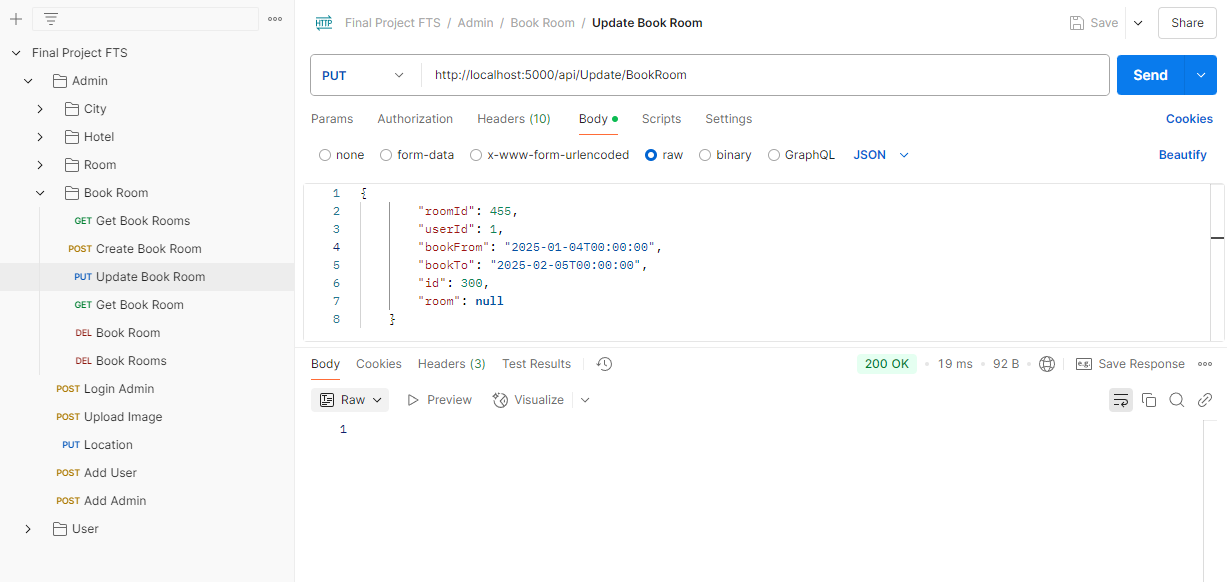 Final Project FTS
Admin
City
Hotel
Room
Book Room
GET Get Book Rooms
POST Create Book Room
PUT Update Book Room
GET Get Book Room
DEL Book Room
DEL Book Rooms
POST Login Admin
POST Upload Image
PUT Location
POST Add User
POST Add Admin
User
HTTP Final Project FTS / Admin / Book Room / Update Book Room Save Share
PUT http://localhost:5000/api/Update/BookRoom Send
Params Authorization Headers (10) Body Scripts Settings Cookies
none form-data x-www-form-urlencoded raw binary GraphQL JSON Beautify
1 {
2 "roomId": 455,
3 "userId": 1,
4 "bookFrom": "2025-01-04T00:00:00",
5 "bookTo": "2025-02-05T00:00:00",
6 "id": 300,
7 "room": null
8 }
Body Cookies Headers (3) Test Results 200 OK • 19 ms • 92 B • e.g. Save Response
Raw Preview Visualize
1